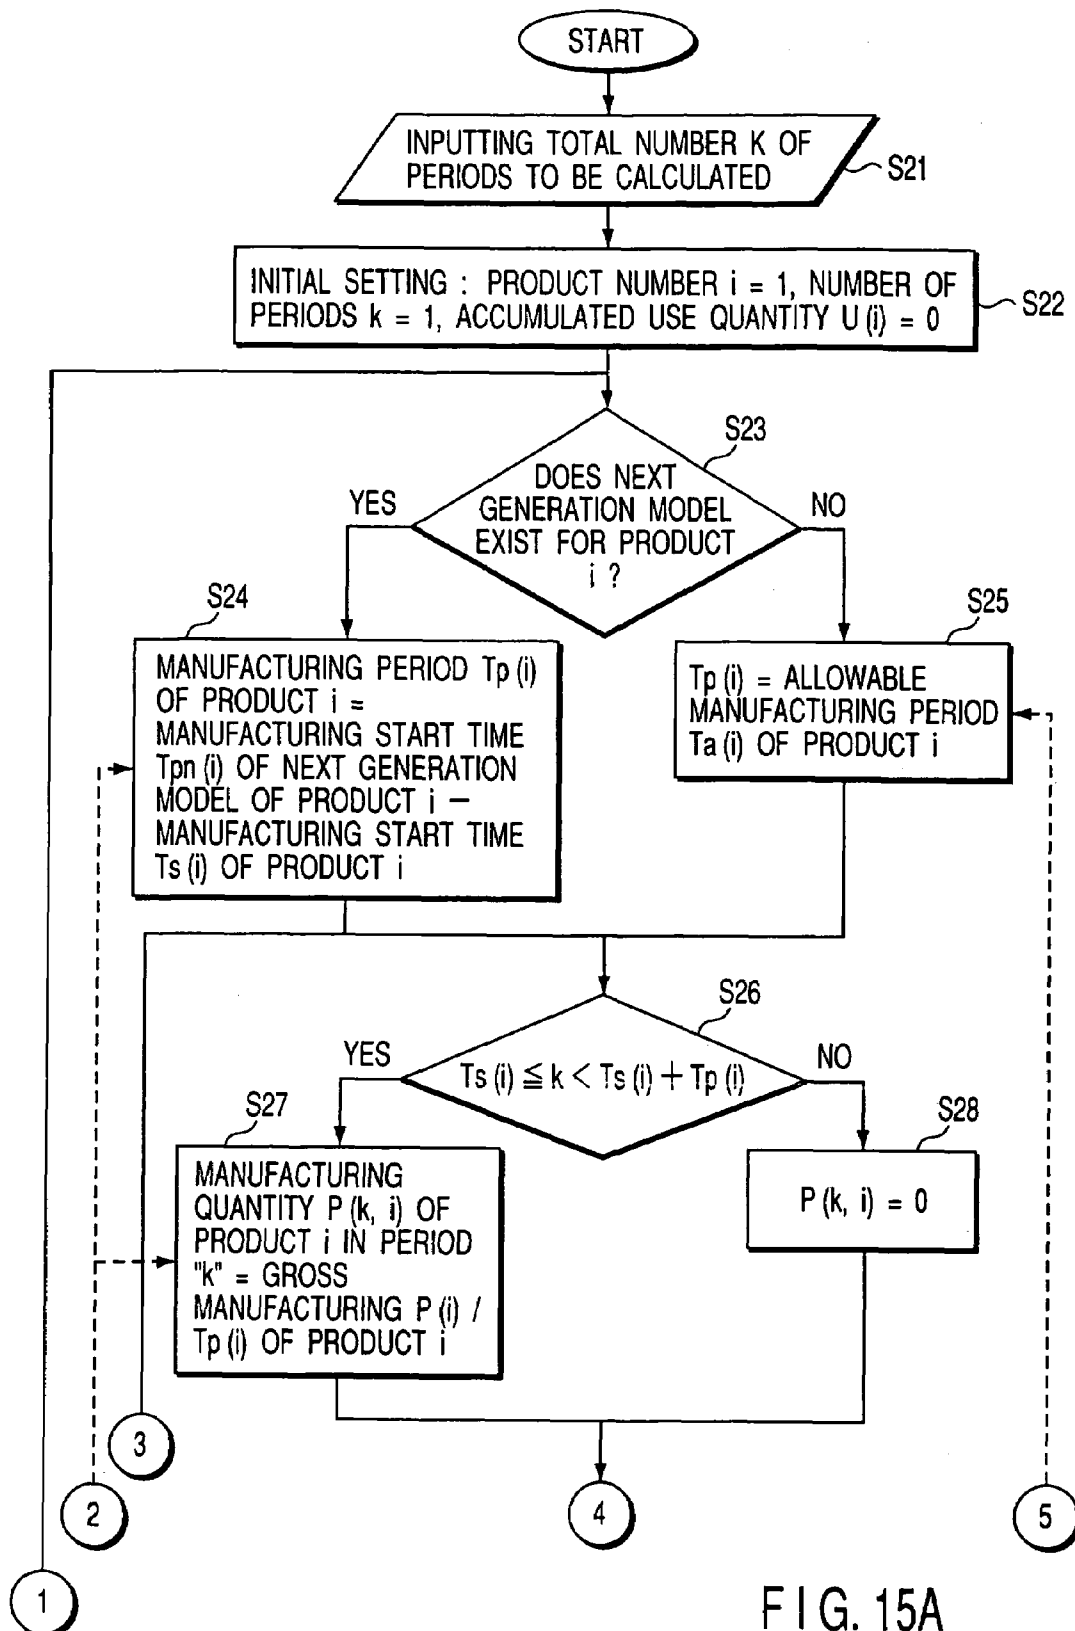 START
INPUTTING TOTAL NUMBER K OF
PERIODS TO BE CALCULATED
S21
INITIAL SETTING : PRODUCT NUMBER i = 1, NUMBER OF
PERIODS k = 1, ACCUMULATED USE QUANTITY U (i) = 0
S22
S23
DOES NEXT
GENERATION MODEL
EXIST FOR PRODUCT
i ?
YES
NO
S24
MANUFACTURING PERIOD Tp (i)
OF PRODUCT i =
MANUFACTURING START TIME
Tpn (i) OF NEXT GENERATION
MODEL OF PRODUCT i −
MANUFACTURING START TIME
Ts (i) OF PRODUCT i
S25
Tp (i) = ALLOWABLE
MANUFACTURING PERIOD
Ta (i) OF PRODUCT i
S26
Ts (i) ≦ k < Ts (i) + Tp (i)
YES
NO
S27
MANUFACTURING
QUANTITY P (k, i) OF
PRODUCT i IN PERIOD
"k" = GROSS
MANUFACTURING P (i) /
Tp (i) OF PRODUCT i
S28
P (k, i) = 0
3
2
4
5
1
FIG. 15A